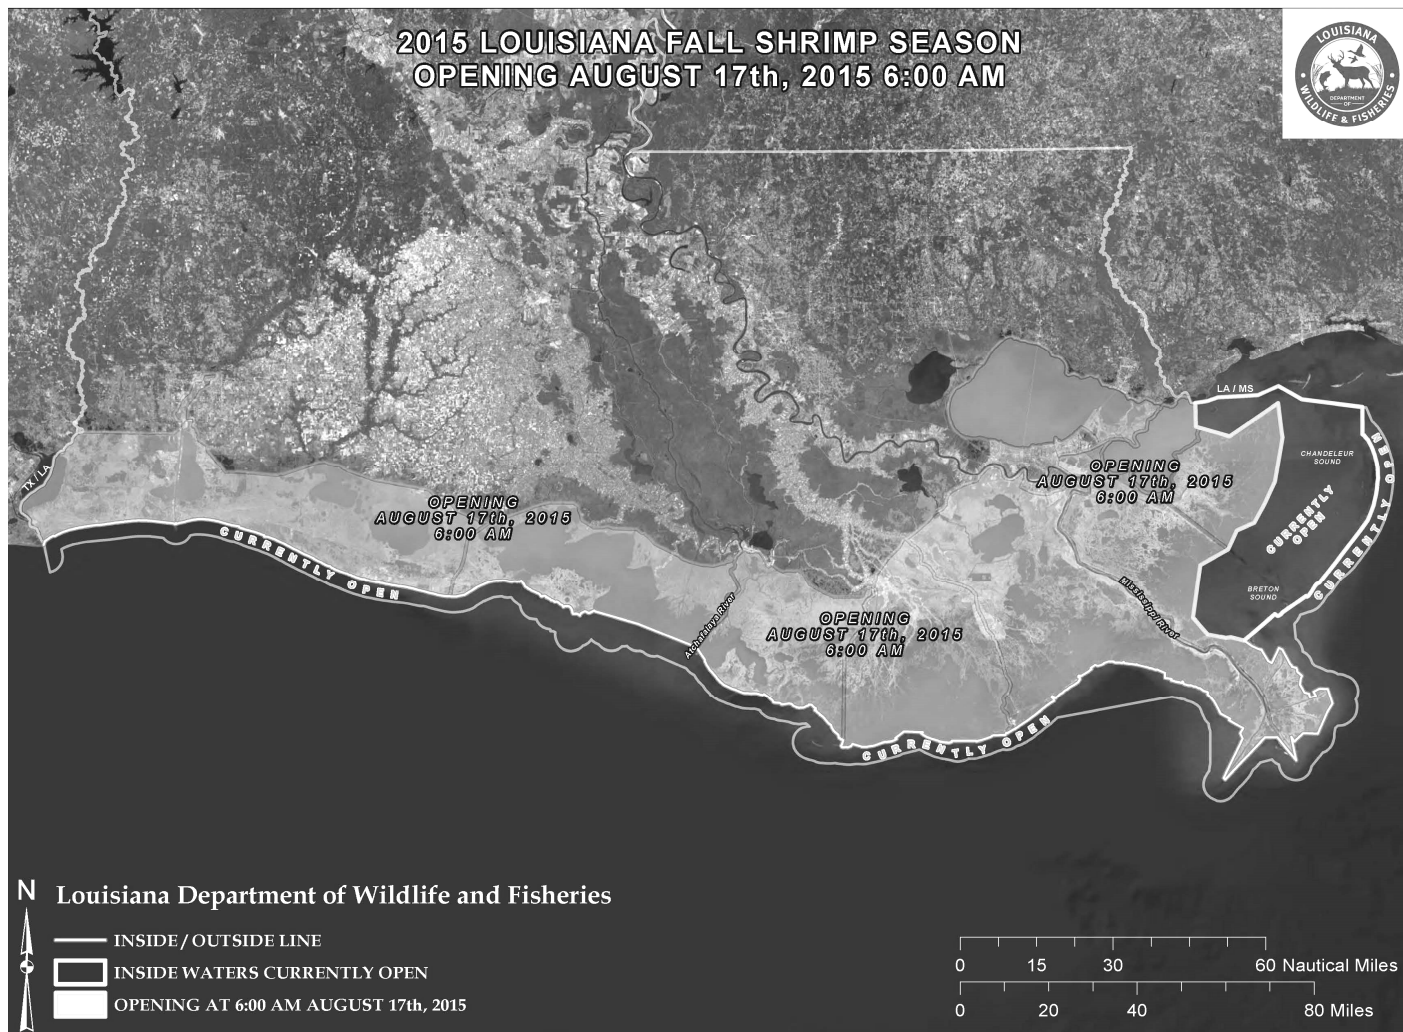 2015 LOUISIANA FALL SHRIMP SEASON
OPENING AUGUST 17th, 2015 6:00 AM
LOUISIANA
DEPARTMENT
OF
WILDLIFE & FISHERIES
LA / MS
TX / LA
CHANDELEUR
SOUND
CURRENTLY
OPEN
BRETON
SOUND
CURRENTLY OPEN
OPENING
AUGUST 17th, 2015
6:00 AM
OPENING
AUGUST 17th, 2015
6:00 AM
CURRENTLY OPEN
Mississippi River
Atchafalaya River
OPENING
AUGUST 17th, 2015
6:00 AM
CURRENTLY OPEN
N
Louisiana Department of Wildlife and Fisheries
INSIDE / OUTSIDE LINE
INSIDE WATERS CURRENTLY OPEN
OPENING AT 6:00 AM AUGUST 17th, 2015
0 15 30 60 Nautical Miles
0 20 40 80 Miles